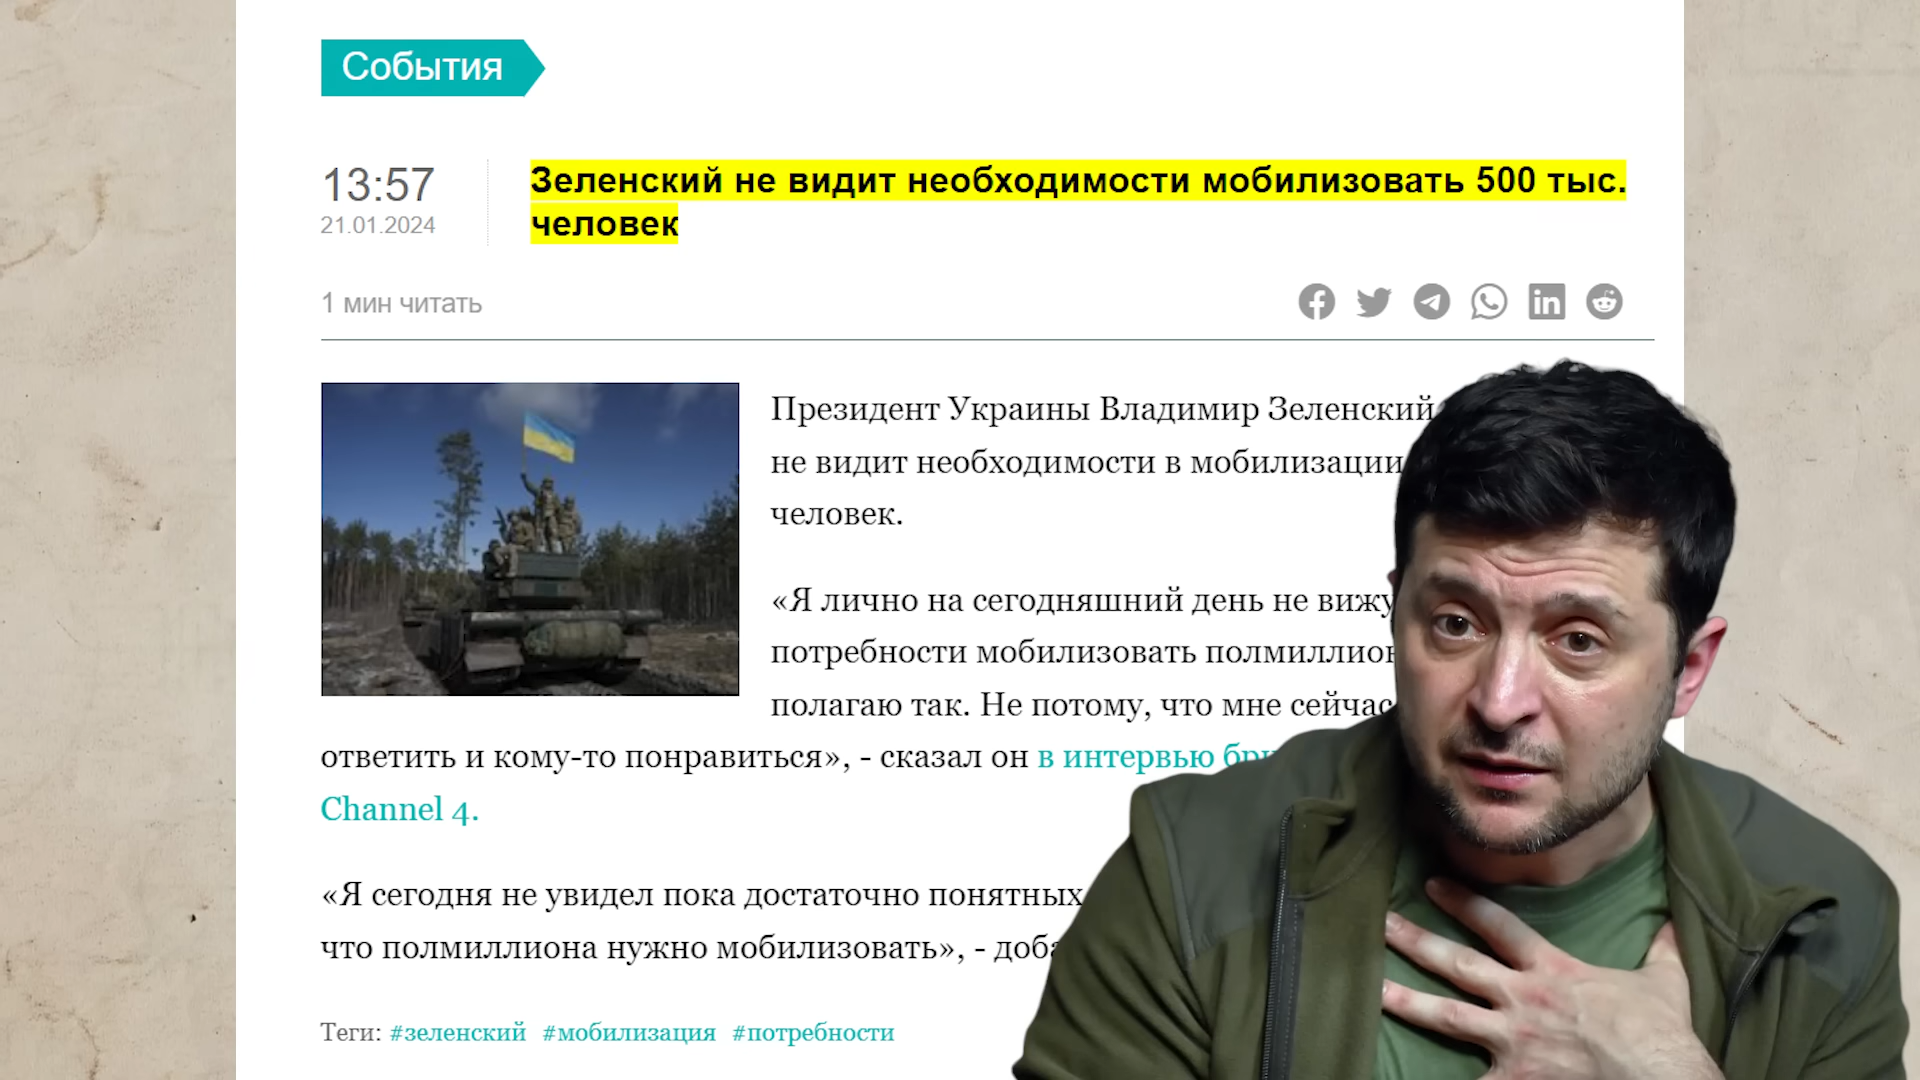 События
13:57
21.01.2024
Зеленский не видит необходимости мобилизовать 500 тыс.
человек
1 мин читать
Президент Украины Владимир Зеленский
не видит необходимости в мобилизации
человек.
«Я лично на сегодняшний день не вижу
потребности мобилизовать
полагаю так. Не потому, что мне сейчас
ответить и кому-то понравиться», - сказал он в интервью
Channel 4.
«Я сегодня не увидел пока достаточно понятных
что полмиллиона нужно мобилизовать», -
Теги: #зеленский #мобилизация #потребности